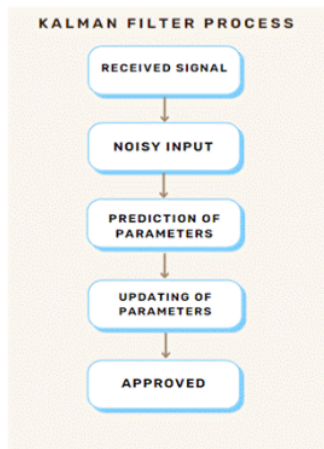 KALMAN FILTER PROCESS
RECEIVED SIGNAL
NOISY INPUT
PREDICTION OF
PARAMETERS
UPDATING OF
PARAMETERS
APPROVED